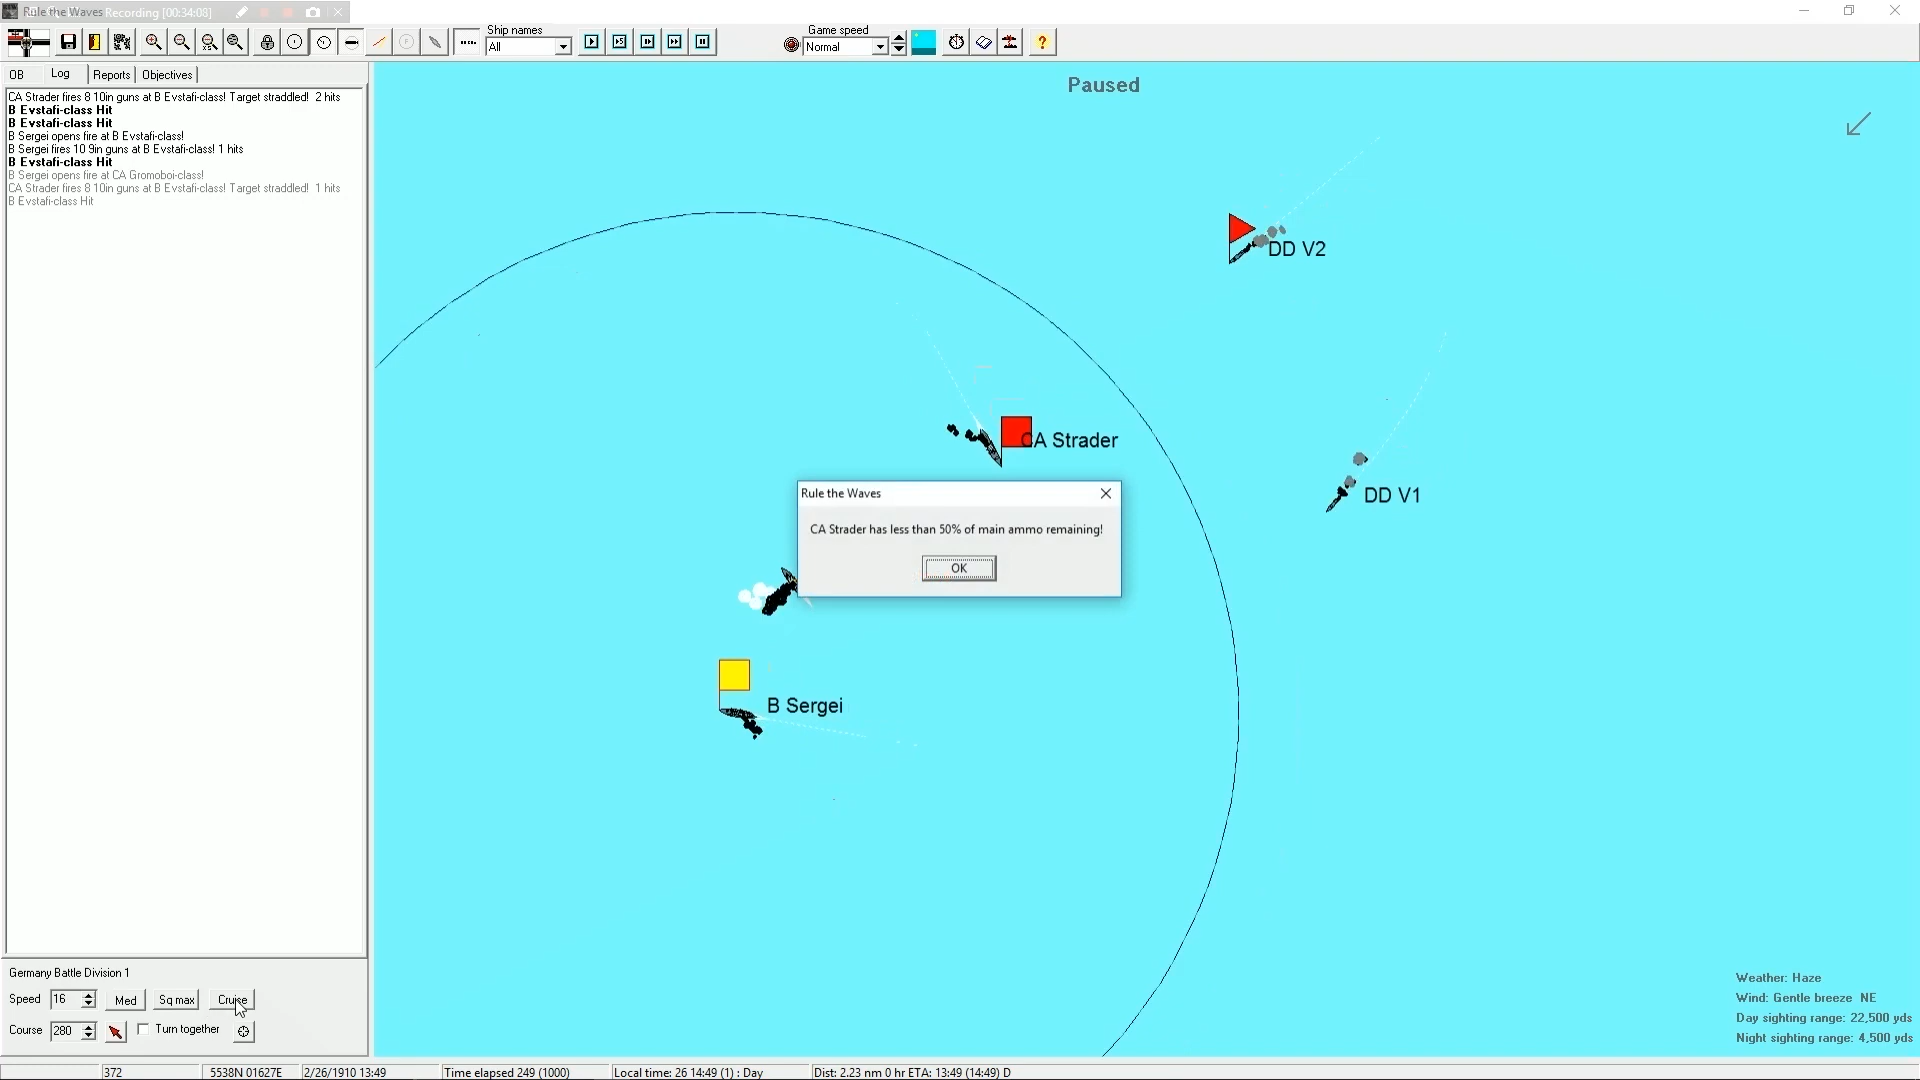 Rule the Waves Recording [00:34:08]
Ship names
All
Game speed
Normal
OB Log Reports Objectives
CA Strader fires 8 10in guns at B Evstafi-class! Target straddled! 2 hits
B Evstafi-class Hit
B Evstafi-class Hit
B Sergei opens fire at B Evstafi-class!
B Sergei fires 10 9in guns at B Evstafi-class! 1 hits
B Evstafi-class Hit
B Sergei opens fire at CA Gromoboi-class!
CA Strader fires 8 10in guns at B Evstafi-class! Target straddled! 1 hits
B Evstafi-class Hit
Paused
DD V2
CA Strader
DD V1
Rule the Waves
CA Strader has less than 50% of main ammo remaining!
OK
B Sergei
Germany Battle Division 1
Speed 16 Med Sq max Cruise
Course 280 Turn together
Weather: Haze
Wind: Gentle breeze NE
Day sighting range: 22,500 yds
Night sighting range: 4,500 yds
372 5538N 01627E 2/26/1910 13:49 Time elapsed 249 (1000) Local time: 26 14:49 (1) : Day Dist: 2.23 nm 0 hr ETA: 13:49 (14:49) D